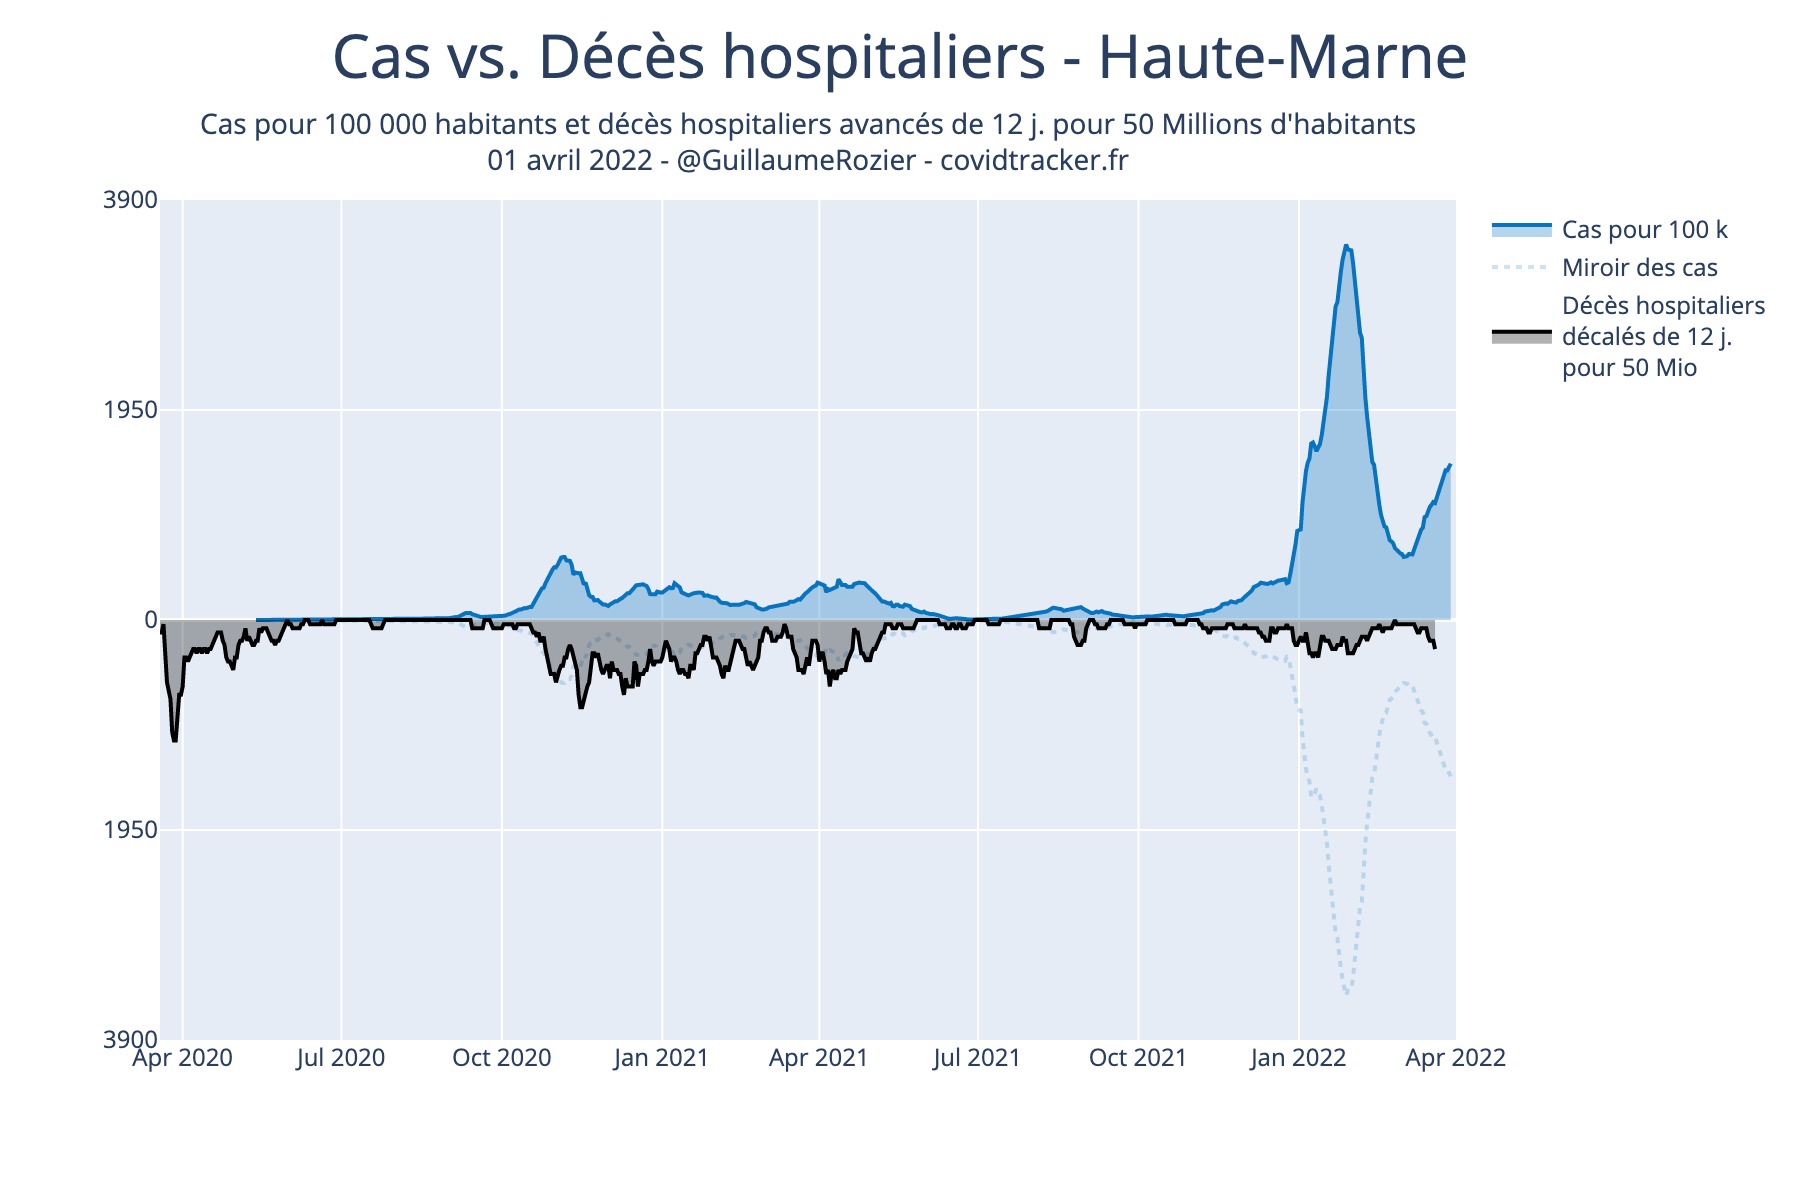 Cas vs. Décès hospitaliers - Haute-Marne
Cas pour 100 000 habitants et décès hospitaliers avancés de 12 j. pour 50 Millions d'habitants
01 avril 2022 - @GuillaumeRozier - covidtracker.fr
3900
1950
0
1950
3900
Apr 2020
Jul 2020
Oct 2020
Jan 2021
Apr 2021
Jul 2021
Oct 2021
Jan 2022
Apr 2022
Cas pour 100 k
Miroir des cas
Décès hospitaliers
décalés de 12 j.
pour 50 Mio